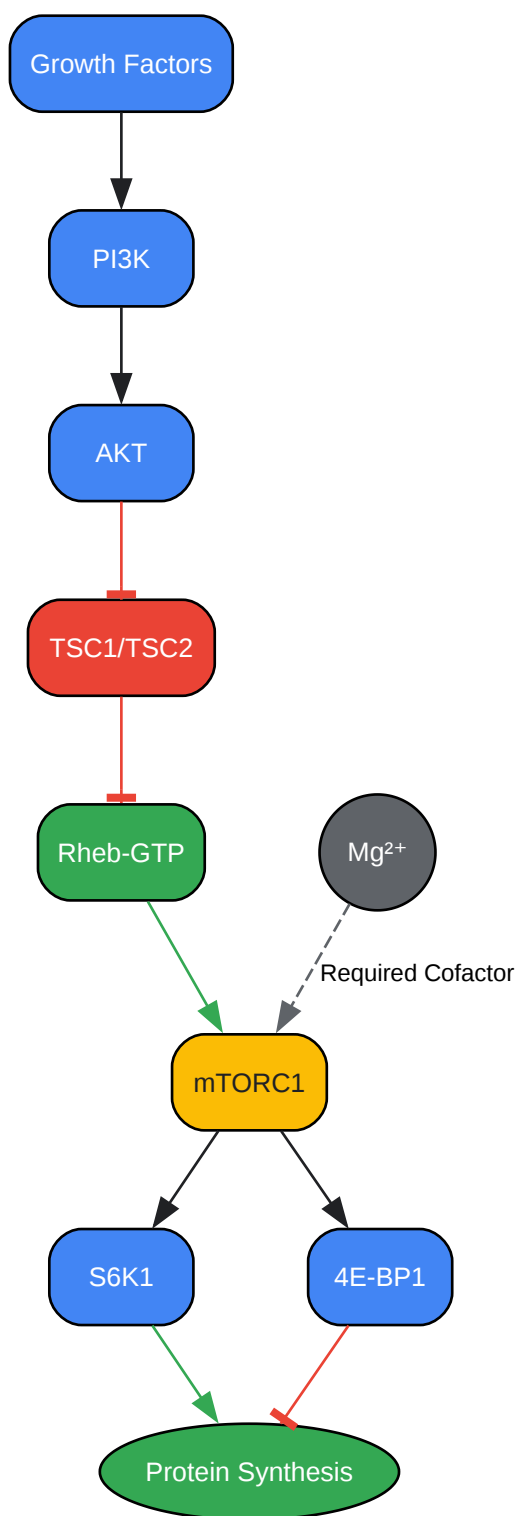 Growth Factors
PI3K
AKT
TSC1/TSC2
Rheb-GTP
Mg²⁺
Required Cofactor
mTORC1
S6K1
4E-BP1
Protein Synthesis